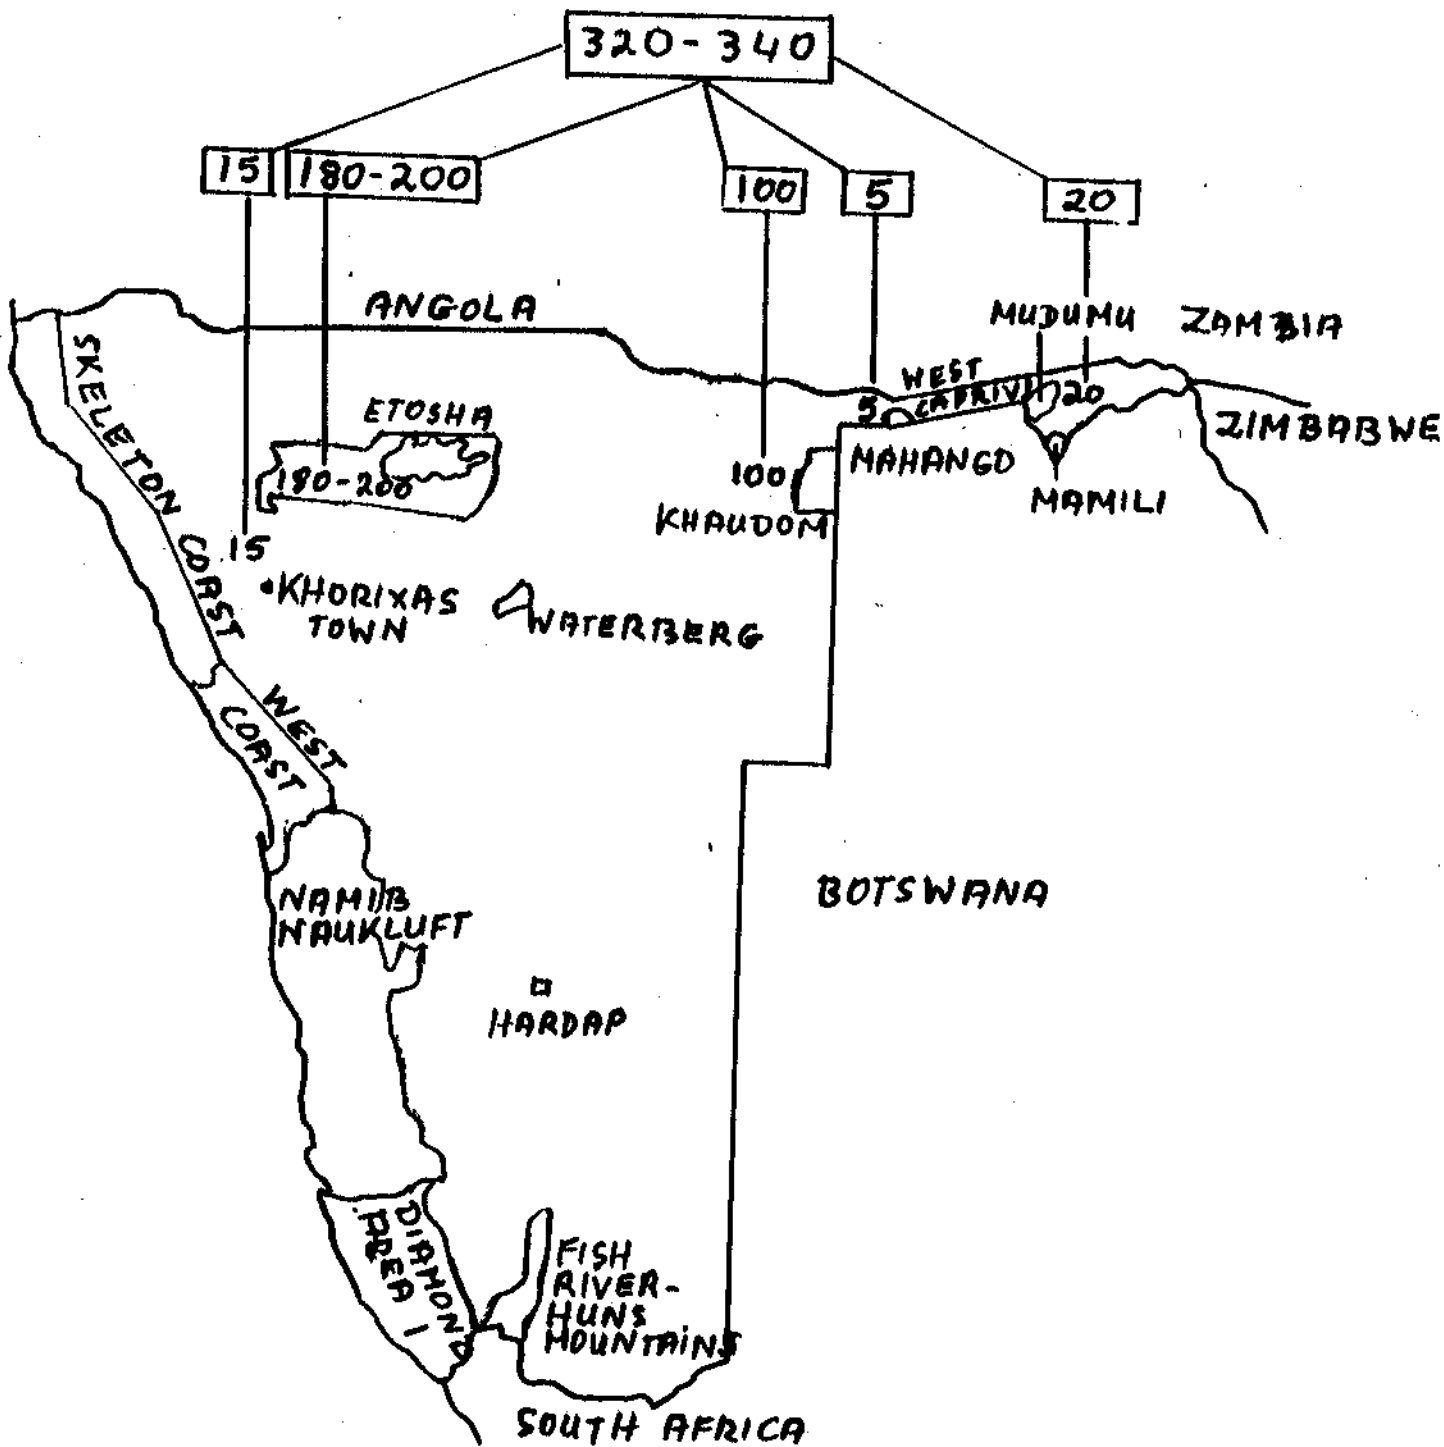 320-340
15
180-200
100
5
20
ANGOLA
MUDUMU
ZAMBIA
SKELETON COAST
ETOSHA
180-200
WEST
CAPRIVI
5
20
ZIMBABWE
MAHANGO
100
KHAUDOM
MAMILI
15
KHORIXAS
TOWN
WATERBERG
WEST
COAST
NAMIB
NAUKLUFT
BOTSWANA
HARDAP
DIAMOND
AREA 1
FISH
RIVER-
HUNS
MOUNTAINS
SOUTH AFRICA